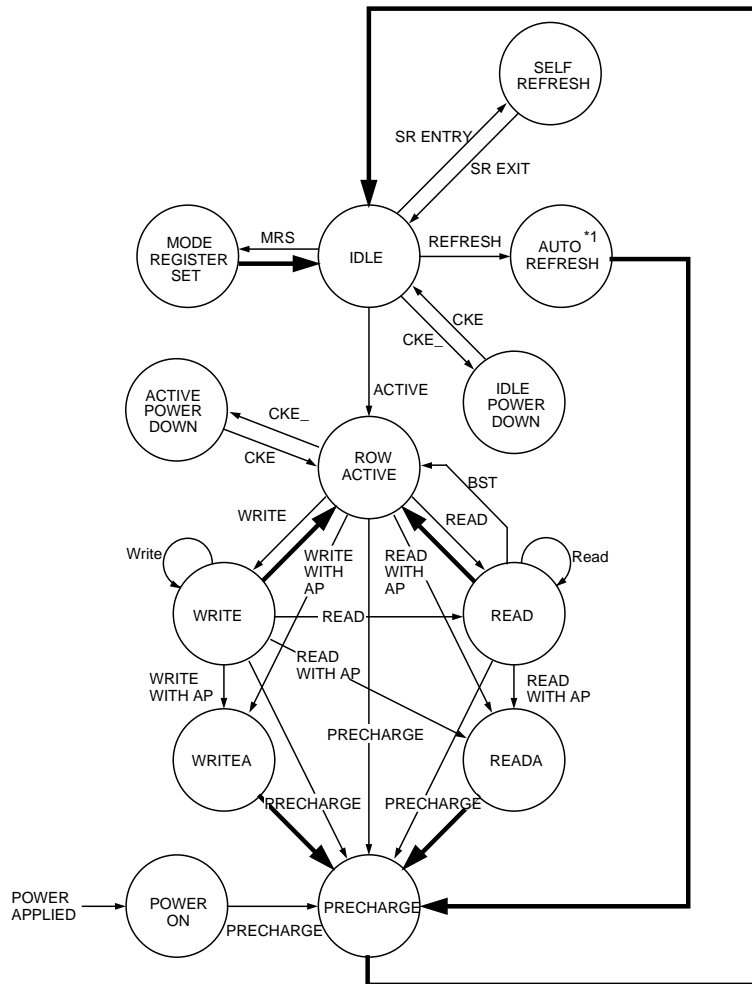 SELF
REFRESH
SR ENTRY
SR EXIT
MODE
REGISTER
SET
MRS
IDLE
REFRESH
AUTO *1
REFRESH
CKE
CKE_
ACTIVE
IDLE
POWER
DOWN
ACTIVE
POWER
DOWN
CKE_
CKE
ROW
ACTIVE
BST
WRITE
READ
Write
WRITE
WITH
AP
READ
WITH
AP
Read
WRITE
READ
READ
WRITE
WITH AP
READ
WITH AP
READ
WITH AP
WRITEA
PRECHARGE
READA
PRECHARGE
PRECHARGE
POWER
APPLIED
POWER
ON
PRECHARGE
PRECHARGE